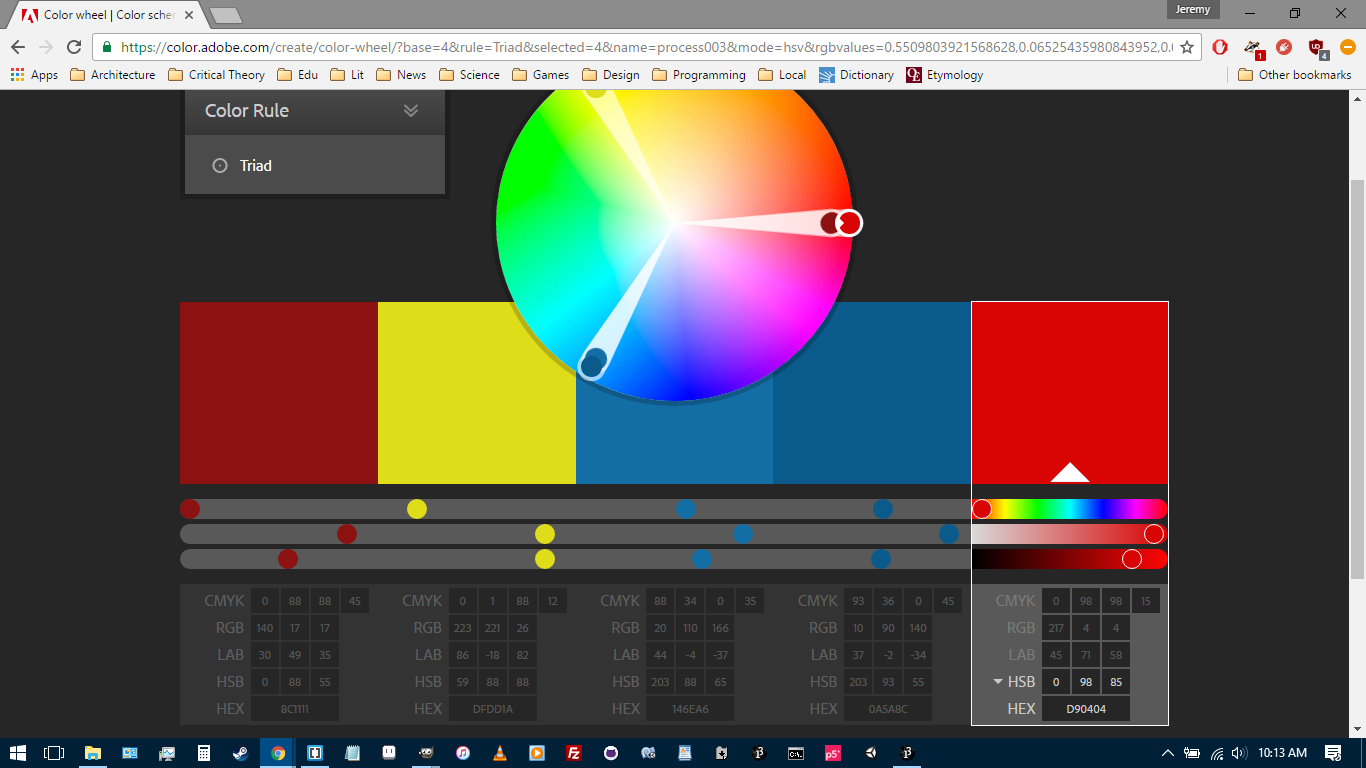 Color wheel | Color scher
Jeremy
https://color.adobe.com/create/color-wheel/?base=4&rule=Triad&selected=4&name=process003&mode=hsv&rgbvalues=0.5509803921568628,0.06525435980843952,0.0
1
4
Apps Architecture Critical Theory Edu Lit News Science Games Design Programming Local Dictionary Etymology Other bookmarks
Color Rule
Triad
CMYK 0 88 88 45 CMYK 0 1 88 12 CMYK 88 34 0 35 CMYK 93 36 0 45 CMYK 0 98 98 15
RGB 140 17 17 RGB 223 221 26 RGB 20 110 166 RGB 10 90 140 RGB 217 4 4
LAB 30 49 35 LAB 86 -18 82 LAB 44 -4 -37 LAB 37 -2 -34 LAB 45 71 58
HSB 0 88 55 HSB 59 88 88 HSB 203 88 65 HSB 203 93 55 HSB 0 98 85
HEX 8C1111 HEX DFDD1A HEX 146EA6 HEX 0A5A8C HEX D90404
10:13 AM